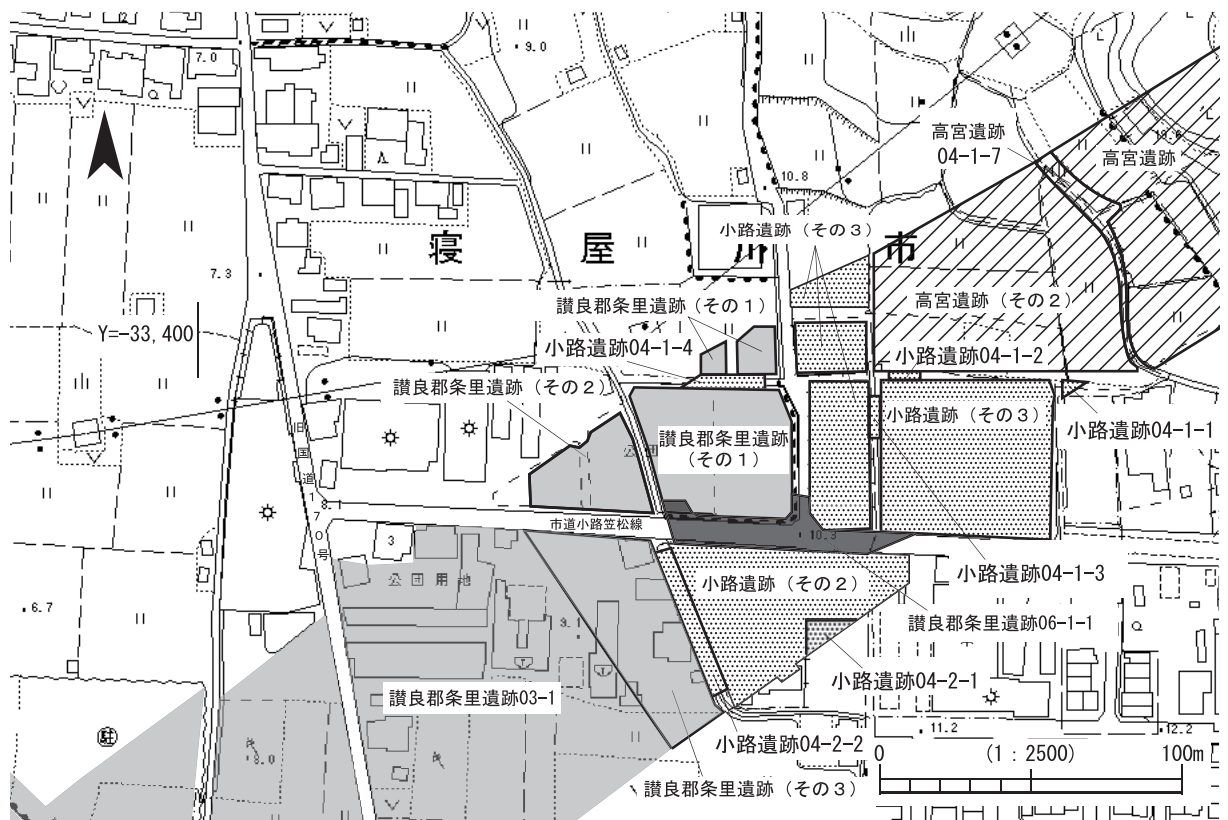 7.0
9.0
高宮遺跡
04-1-7
19.6
高宮遺跡
10.8
小路遺跡（その３）
寝屋川市
7.3
高宮遺跡（その２）
讃良郡条里遺跡（その１）
Y=-33,400
小路遺跡04-1-4
小路遺跡04-1-2
讃良郡条里遺跡（その２）
小路遺跡（その３）
小路遺跡04-1-1
讃良郡条里遺跡
（その１）
旧国道170号
8.1
市道小路笠松線
10.3
3
公団用地
小路遺跡（その２）
小路遺跡04-1-3
6.7
9.1
讃良郡条里遺跡06-1-1
小路遺跡04-2-1
讃良郡条里遺跡03-1
駐
8.0
小路遺跡04-2-2
11.2
12.2
0
（1：2500）
100m
讃良郡条里遺跡（その３）